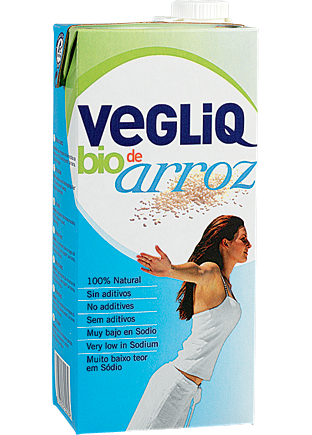 VEGLiQ
bio de
arroz
100% Natural
Sin aditivos
No additives
Sem aditivos
Muy bajo en Sodio
Very low in Sodium
Muito baixo teor
em Sódio